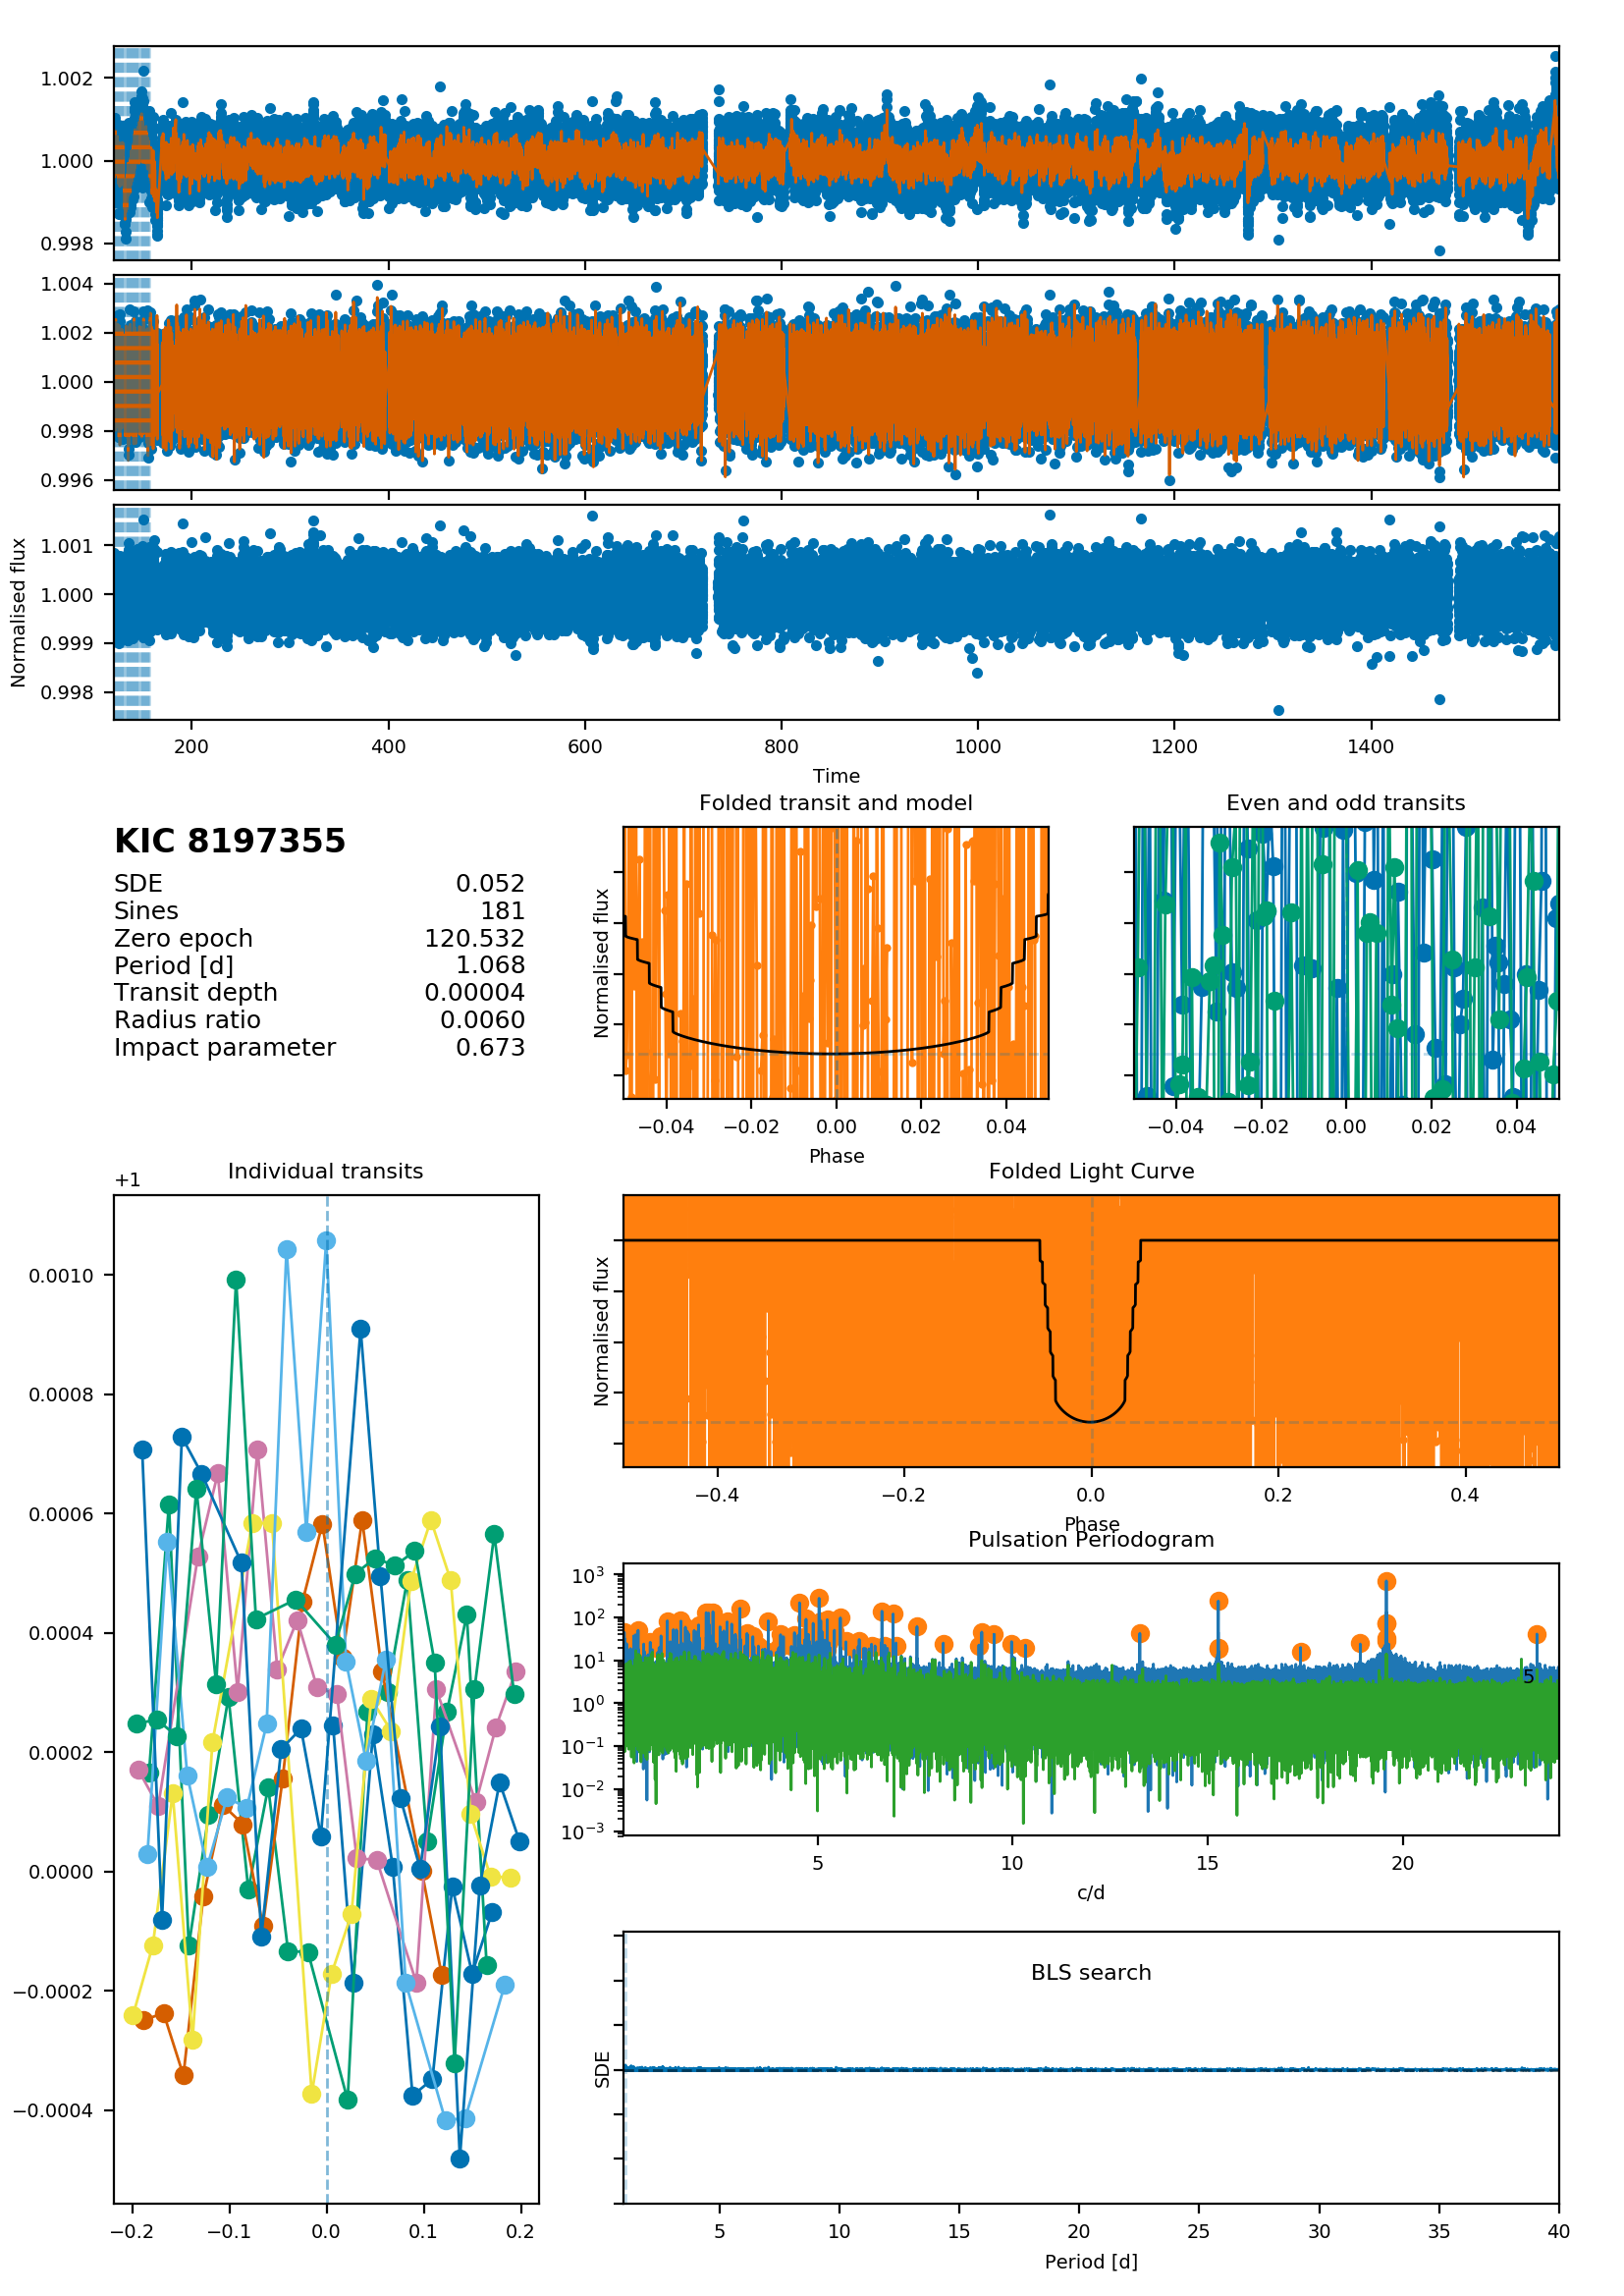 1.002
1.000
0.998
1.004
1.002
1.000
0.998
0.996
1.001
1.000
0.999
0.998
Normalised flux
200 400 600 800 1000 1200 1400
Time
KIC 8197355
SDE 0.052
Sines 181
Zero epoch 120.532
Period [d] 1.068
Transit depth 0.00004
Radius ratio 0.0060
Impact parameter 0.673
Folded transit and model
Normalised flux
−0.04 −0.02 0.00 0.02 0.04
Phase
Even and odd transits
−0.04 −0.02 0.00 0.02 0.04
Individual transits
+1
0.0010
0.0008
0.0006
0.0004
0.0002
0.0000
−0.0002
−0.0004
−0.2 −0.1 0.0 0.1 0.2
Folded Light Curve
Normalised flux
−0.4 −0.2 0.0 0.2 0.4
Phase
Pulsation Periodogram
10³
10²
10¹
10⁰
10⁻¹
10⁻²
10⁻³
5
5 10 15 20
c/d
BLS search
SDE
5 10 15 20 25 30 35 40
Period [d]